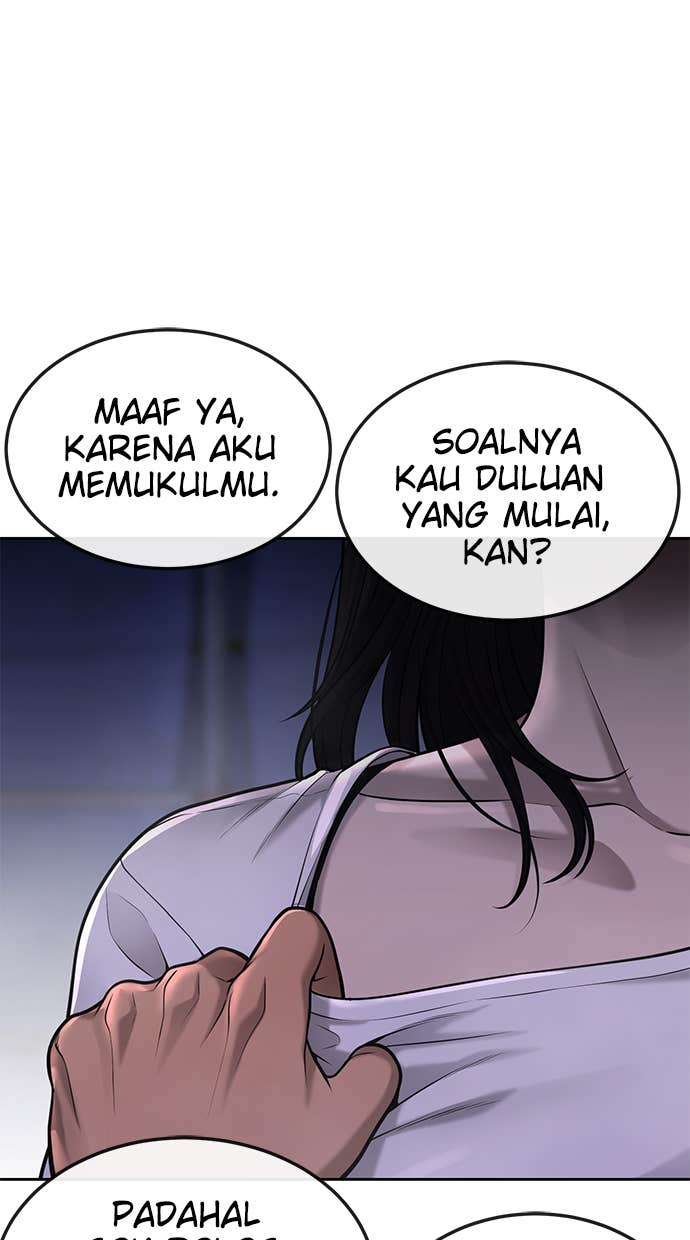 MAAF YA,
KARENA AKU
MEMUKULMU.
SOALNYA
KAU DULUAN
YANG MULAI,
KAN?
PADAHAL